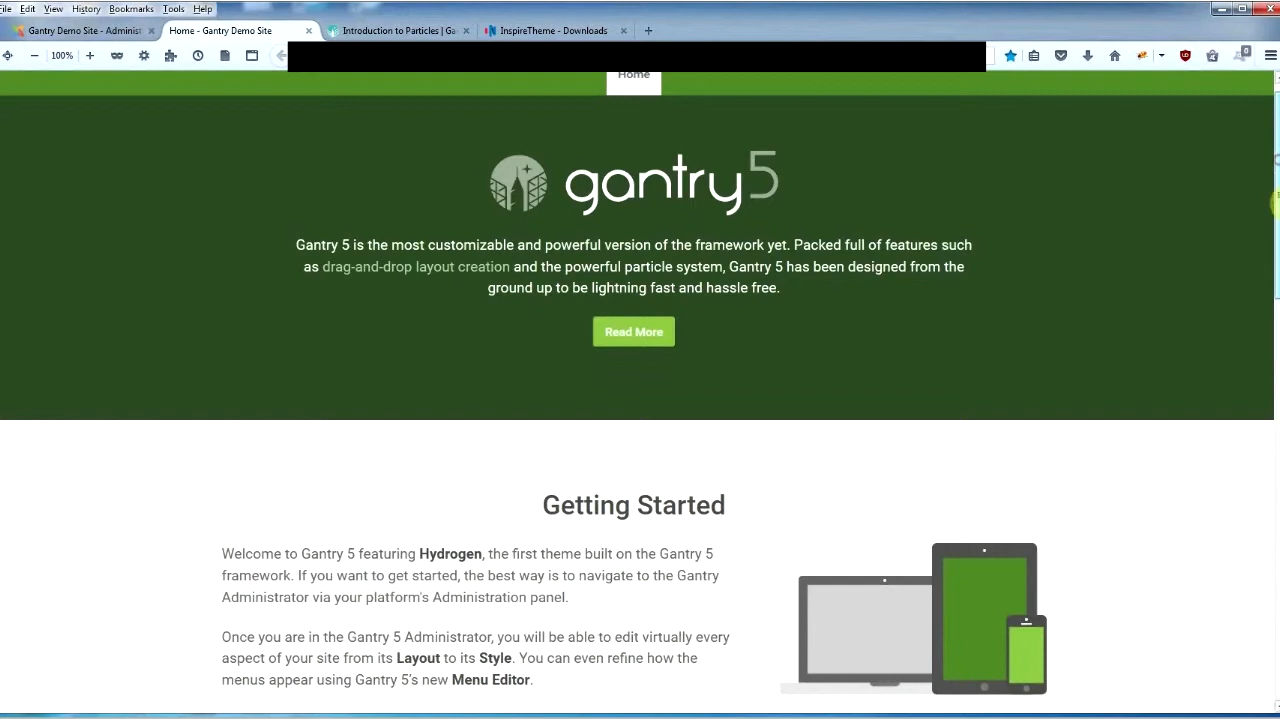 File Edit View History Bookmarks Tools Help
Gantry Demo Site - Administ Home - Gantry Demo Site Introduction to Particles | Ga InspireTheme - Downloads
100% 0
Home
gantry 5
Gantry 5 is the most customizable and powerful version of the framework yet. Packed full of features such
as drag-and-drop layout creation and the powerful particle system, Gantry 5 has been designed from the
ground up to be lightning fast and hassle free.
Read More
Getting Started
Welcome to Gantry 5 featuring Hydrogen, the first theme built on the Gantry 5
framework. If you want to get started, the best way is to navigate to the Gantry
Administrator via your platform's Administration panel.
Once you are in the Gantry 5 Administrator, you will be able to edit virtually every
aspect of your site from its Layout to its Style. You can even refine how the
menus appear using Gantry 5's new Menu Editor.